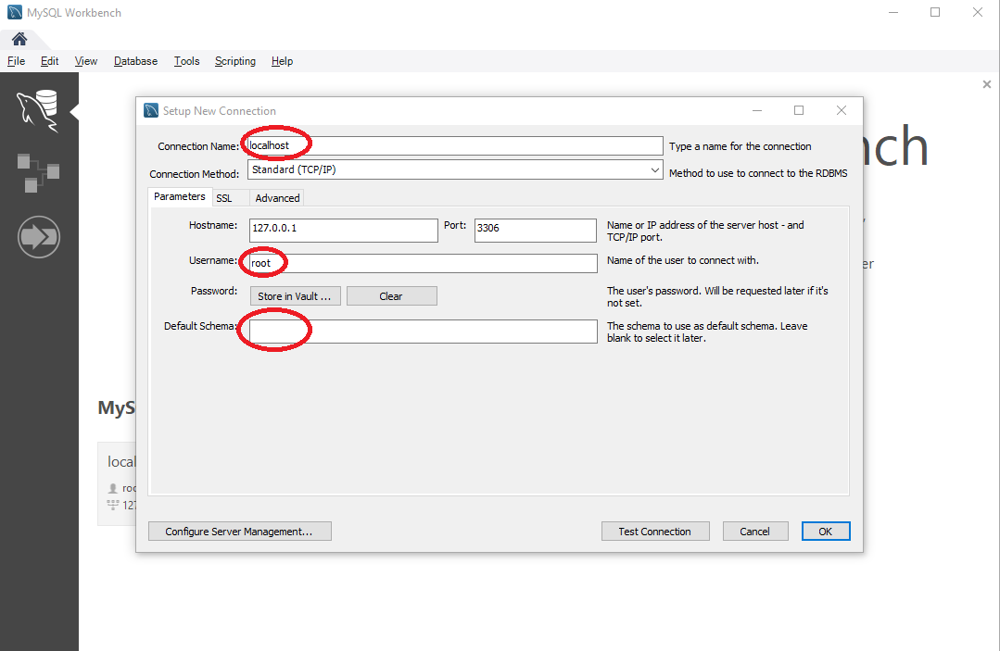 MySQL Workbench
File Edit View Database Tools Scripting Help
Setup New Connection
Connection Name: localhost Type a name for the connection
Connection Method: Standard (TCP/IP) Method to use to connect to the RDBMS
Parameters SSL Advanced
Hostname: 127.0.0.1 Port: 3306 Name or IP address of the server host - and
TCP/IP port.
Username: root Name of the user to connect with.
Password: Store in Vault ... Clear The user's password. Will be requested later if it's
not set.
Default Schema: The schema to use as default schema. Leave
blank to select it later.
Configure Server Management... Test Connection Cancel OK
nch
,
er
MyS
local
roo
127